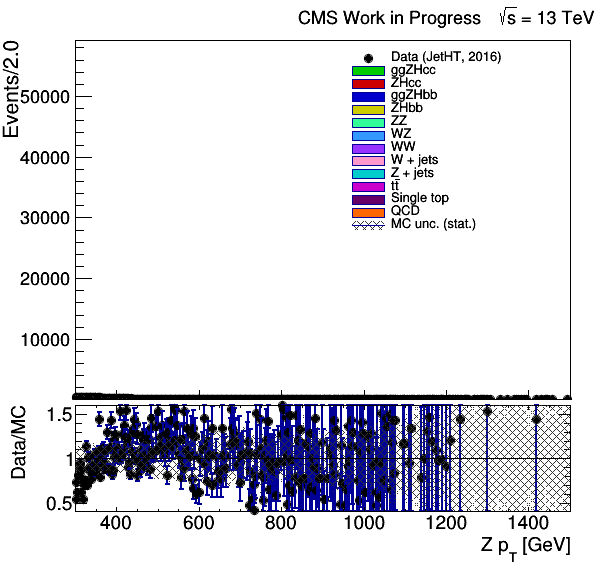 CMS Work in Progress √s = 13 TeV
Events/2.0
50000
40000
30000
20000
10000
Data (JetHT, 2016)
ggZHcc
ZHcc
ggZHbb
ZHbb
ZZ
WZ
WW
W + jets
Z + jets
tt̄
Single top
QCD
MC unc. (stat.)
Data/MC
1.5
1
0.5
400 600 800 1000 1200 1400
Z p_T [GeV]